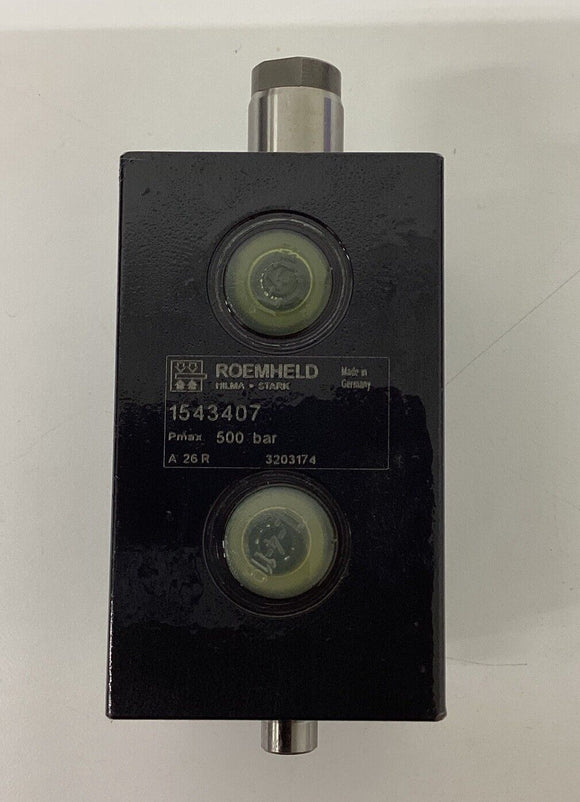 ROEMHELD
HILMA • STARK
Made in
Germany
1543407
Pmax 500 bar
A 26 R 3203174